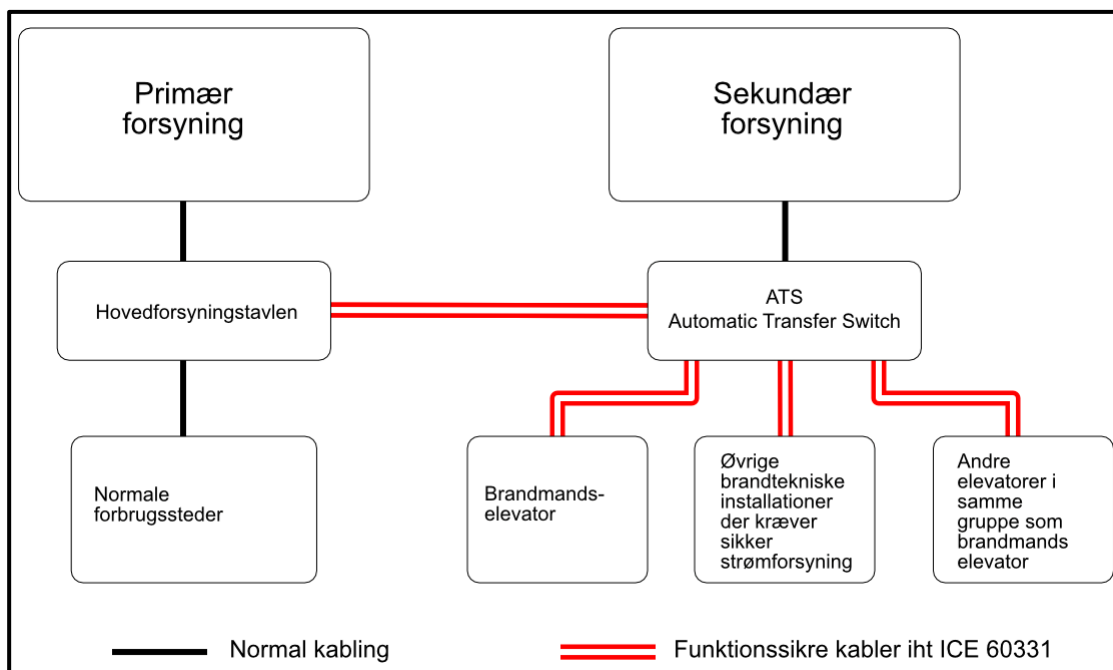 Primær
forsyning
Sekundær
forsyning
Hovedforsyningstavlen
ATS
Automatic Transfer Switch
Normale
forbrugssteder
Brandmands-
elevator
Øvrige
brandtekniske
installationer
der kræver
sikker
strømforsyning
Andre
elevatorer i
samme
gruppe som
brandmands
elevator
Normal kabling
Funktionssikre kabler iht ICE 60331